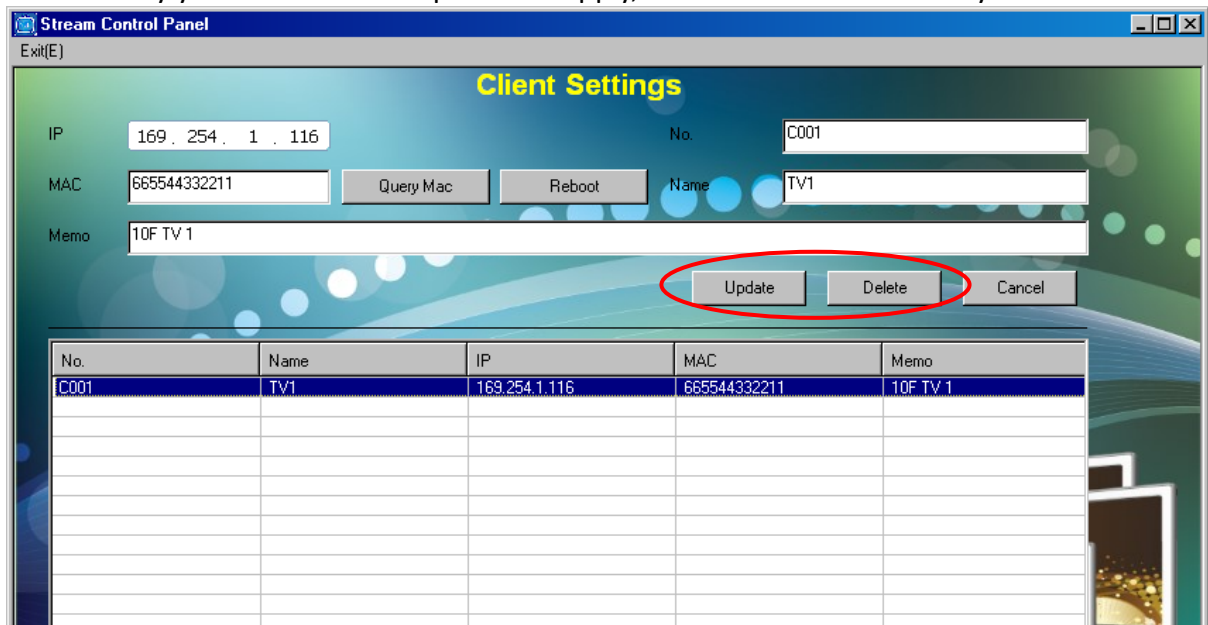 Stream Control Panel
Exit(E)
Client Settings
IP 169 . 254 . 1 . 116 No. C001
MAC 665544332211 Query Mac Reboot Name TV1
Memo 10F TV 1
Update Delete Cancel
No. Name IP MAC Memo
C001 TV1 169.254.1.116 665544332211 10F TV 1